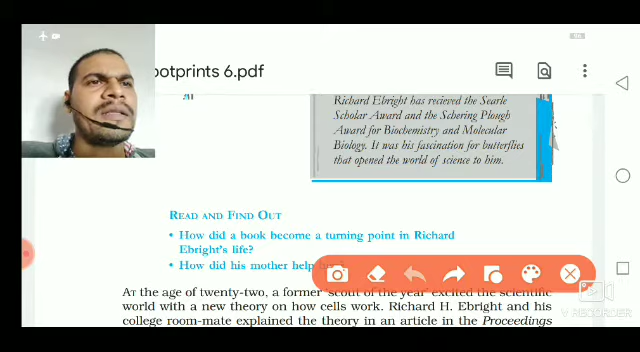 otprints 6.pdf
Richard Ebright has recieved the Searle
Scholar Award and the Schering Plough
Award for Biochemistry and Molecular
Biology. It was his fascination for butterflies
that opened the world of science to him.
READ AND FIND OUT
• How did a book become a turning point in Richard
Ebright's life?
• How did his mother help
AT the age of twenty-two, a former 'scout of the year' excited the scientific
world with a new theory on how cells work. Richard H. Ebright and his
college room-mate explained the theory in an article in the Proceedings
RECORDER